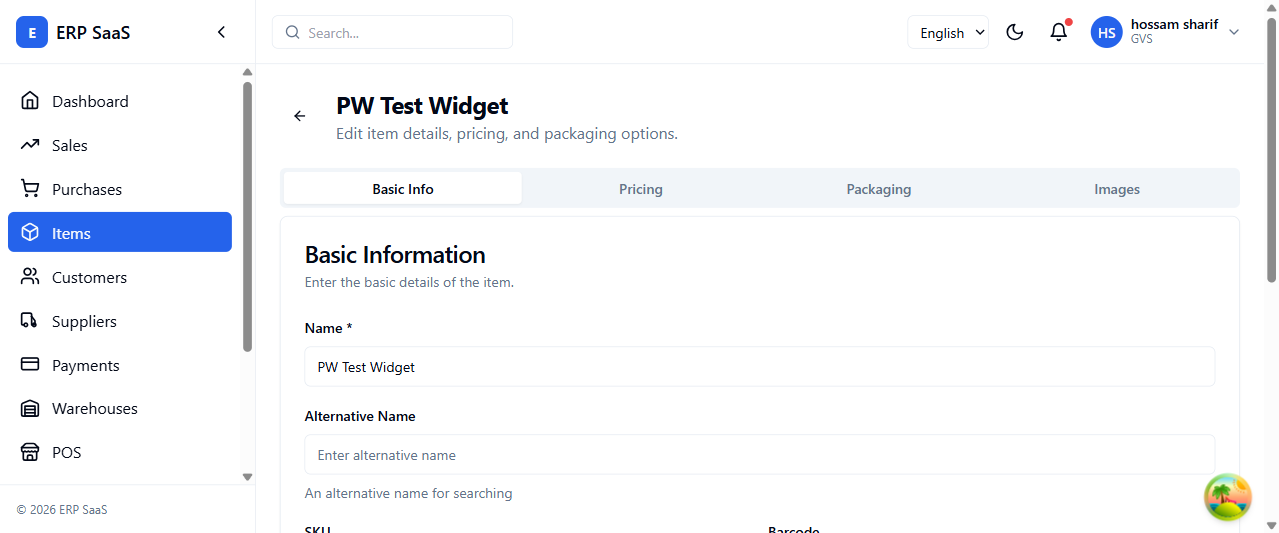 E ERP SaaS
Search...
English
HS
hossam sharif
GVS
Dashboard
Sales
Purchases
Items
Customers
Suppliers
Payments
Warehouses
POS
© 2026 ERP SaaS
PW Test Widget
Edit item details, pricing, and packaging options.
Basic Info Pricing Packaging Images
Basic Information
Enter the basic details of the item.
Name *
PW Test Widget
Alternative Name
Enter alternative name
An alternative name for searching
SKU Barcode